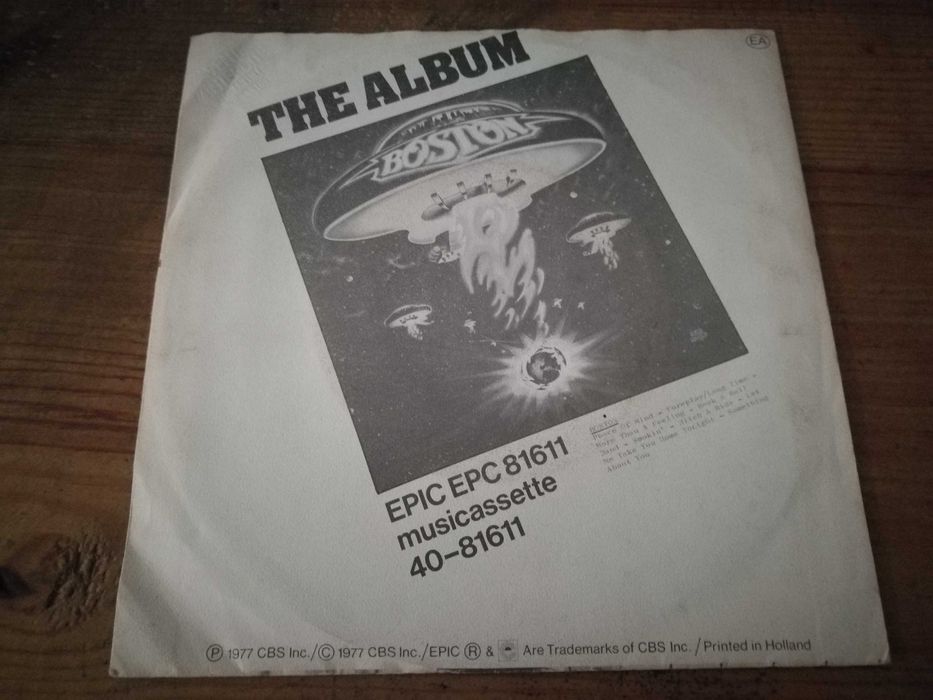 EA
THE ALBUM
BOSTON
BOSTON
Peace Of Mind - Foreplay/Long Time -
More Than A Feeling - Rock & Roll
Band - Smokin' - Hitch A Ride - Let
Me Take You Home Tonight - Something
About You
EPIC EPC 81611
musicassette
40-81611
Ⓟ 1977 CBS Inc./Ⓒ 1977 CBS Inc./EPIC Ⓡ & Are Trademarks of CBS Inc./Printed in Holland